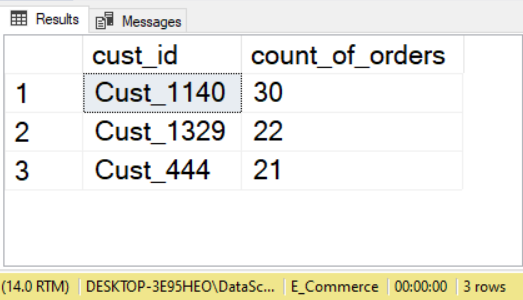 Results Messages
cust_id count_of_orders
1 Cust_1140 30
2 Cust_1329 22
3 Cust_444 21
(14.0 RTM) DESKTOP-3E95HEO\DataSc... E_Commerce 00:00:00 3 rows